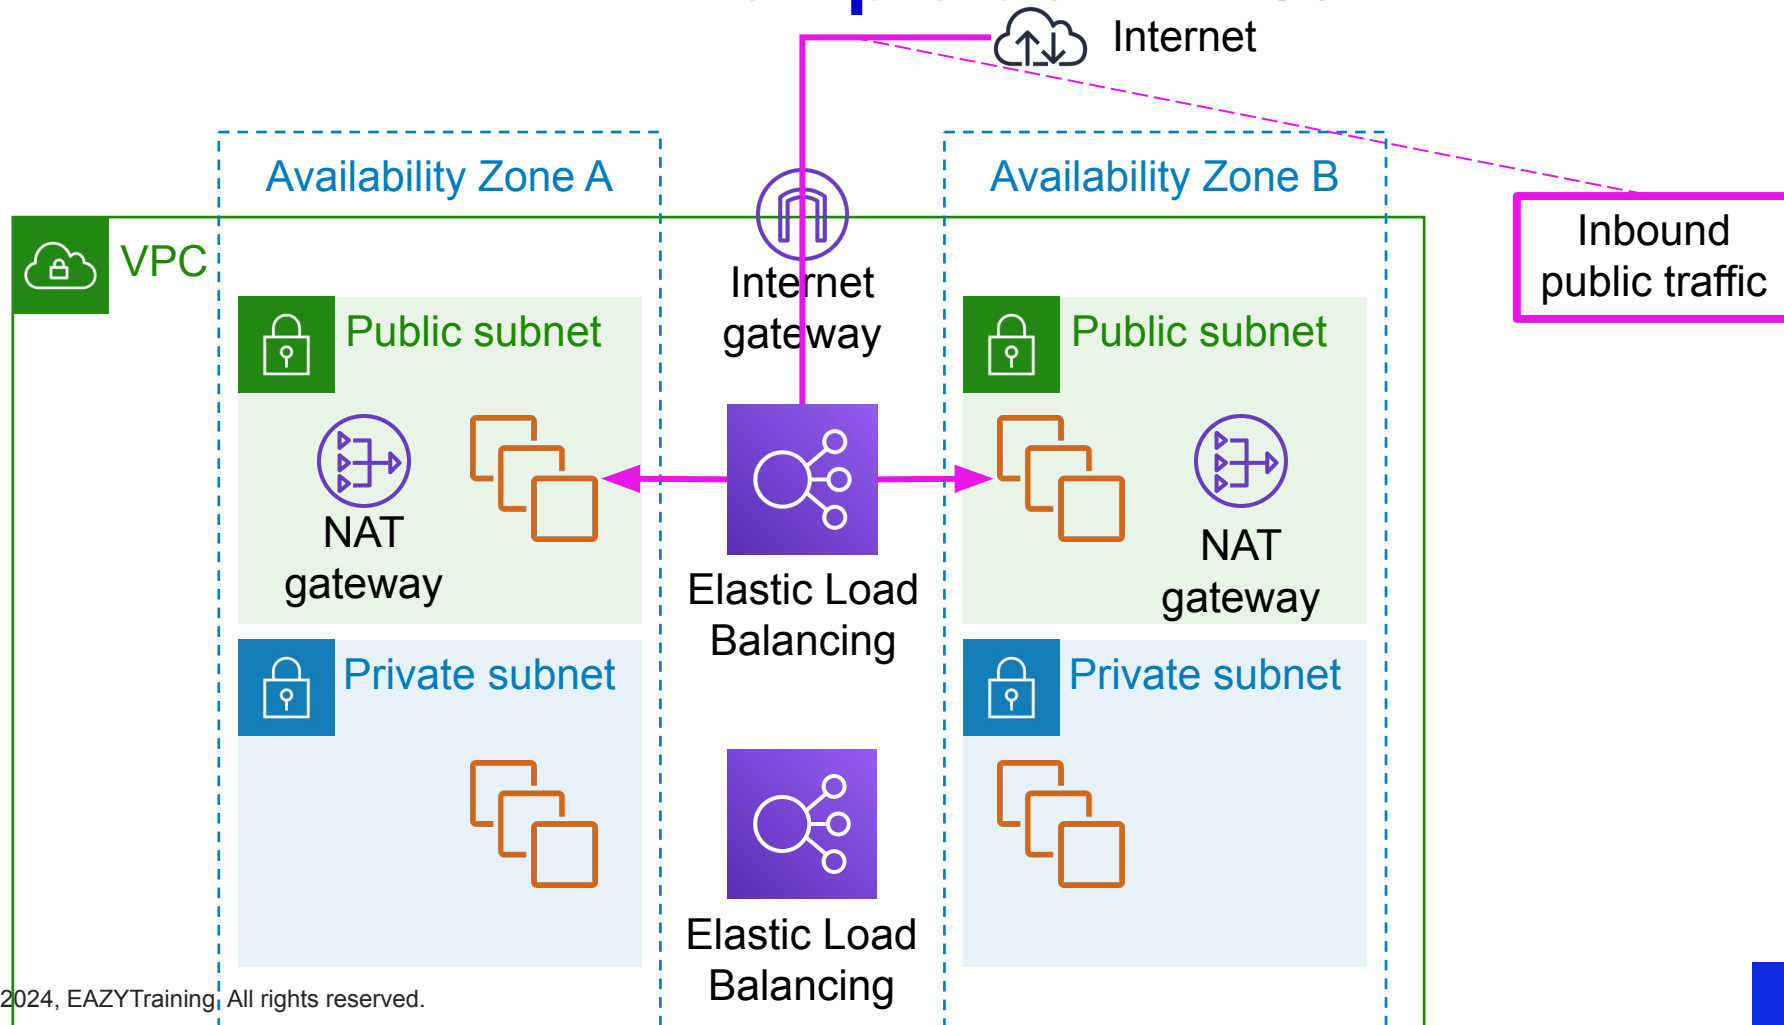 Internet
Availability Zone A
Availability Zone B
Inbound
public traffic
VPC
Internet
gateway
Public subnet
Public subnet
NAT
gateway
NAT
gateway
Elastic Load
Balancing
Private subnet
Private subnet
Elastic Load
Balancing
2024, EAZYTraining. All rights reserved.